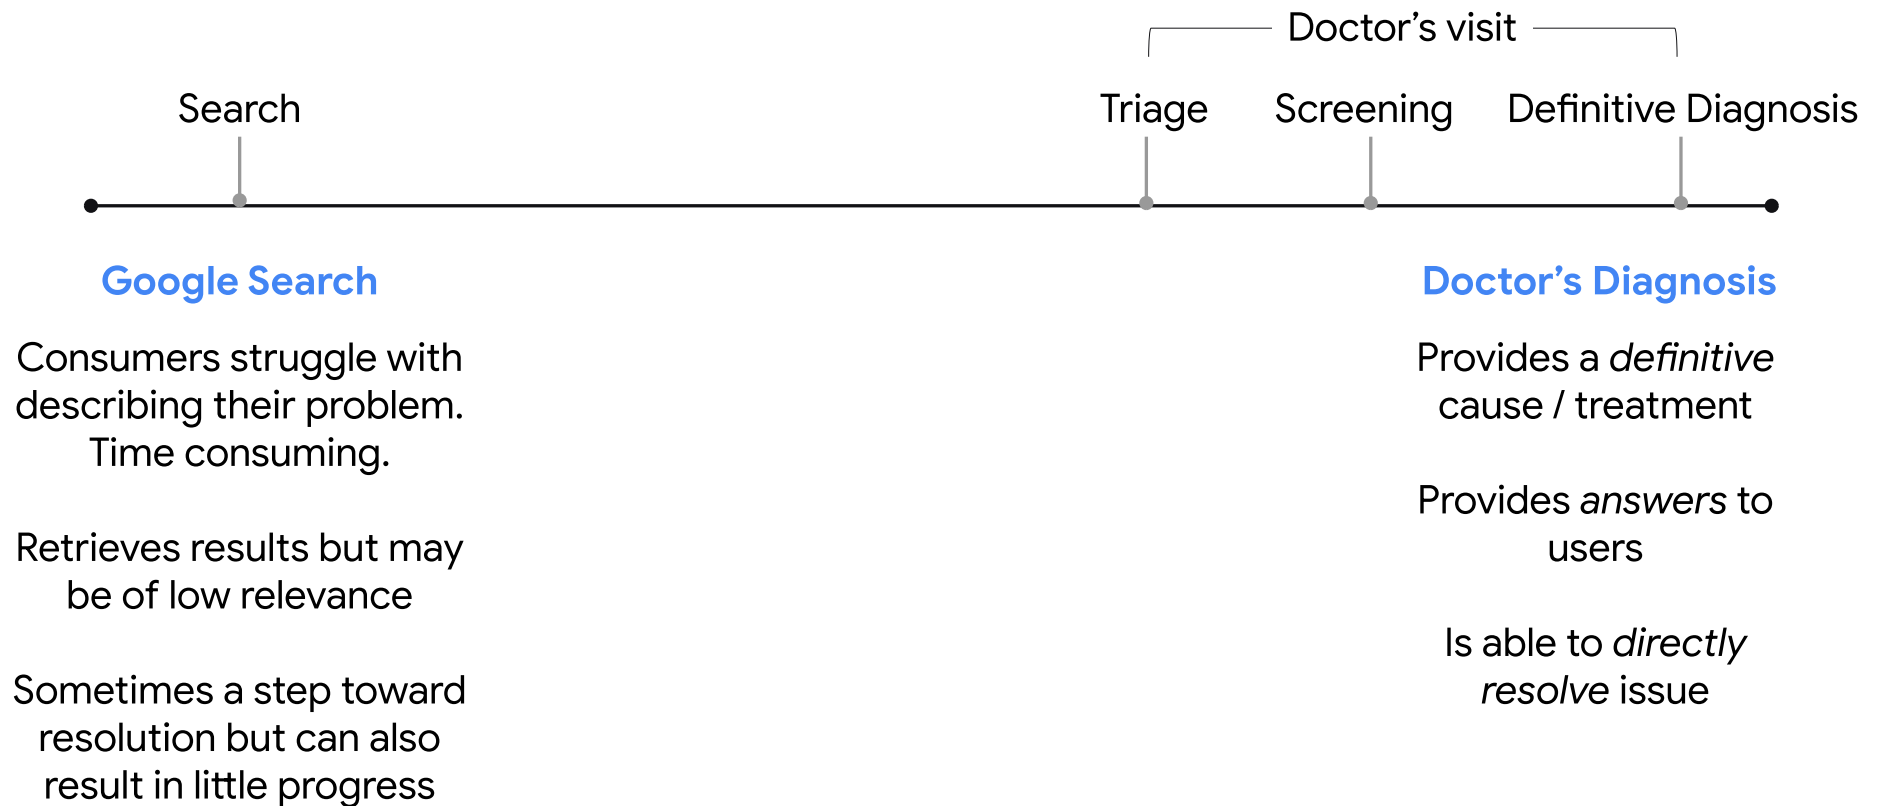 Doctor’s visit
Search
Triage
Screening
Definitive Diagnosis
Google Search
Consumers struggle with
describing their problem.
Time consuming.
Retrieves results but may
be of low relevance
Sometimes a step toward
resolution but can also
result in little progress
Doctor’s Diagnosis
Provides a definitive
cause / treatment
Provides answers to
users
Is able to directly
resolve issue